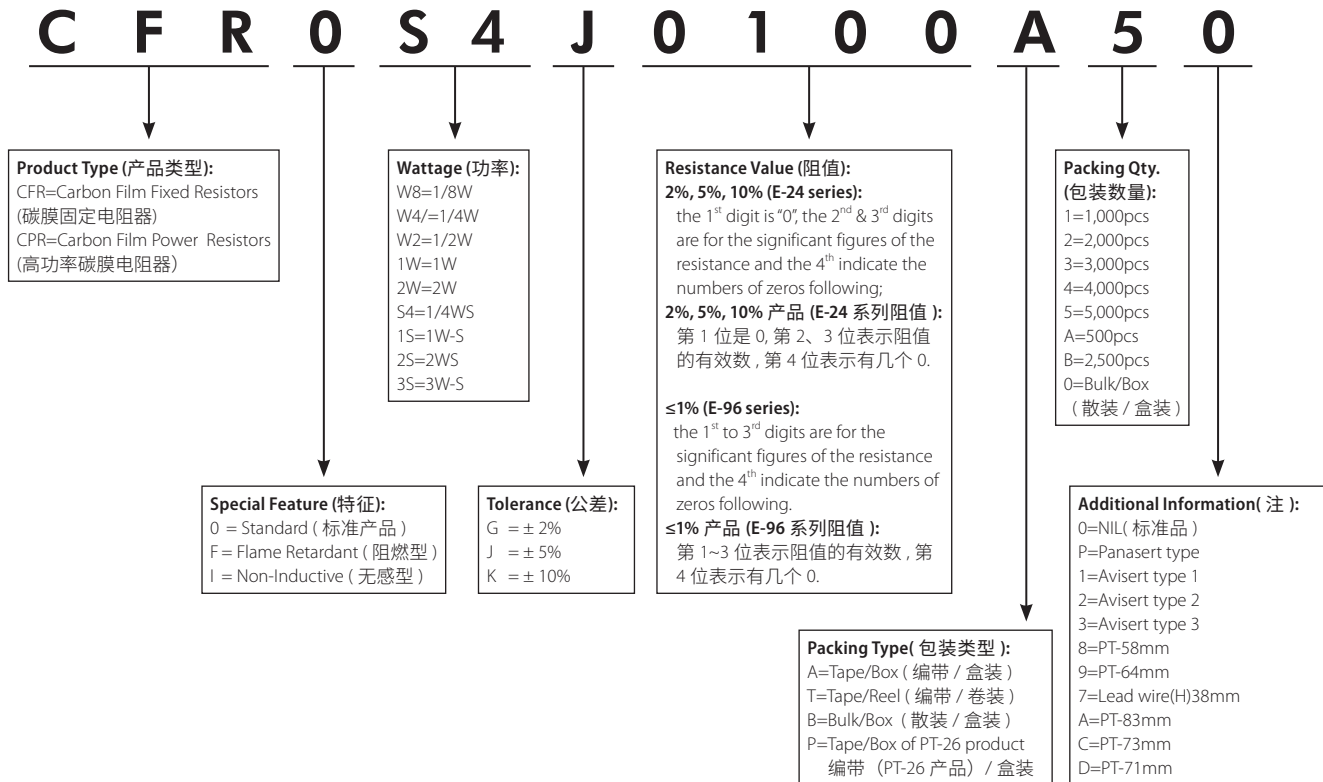 C F R 0 S 4 J 0 1 0 0 A 5 0
Product Type (产品类型):
CFR=Carbon Film Fixed Resistors
(碳膜固定电阻器)
CPR=Carbon Film Power Resistors
(高功率碳膜电阻器）
Wattage (功率):
W8=1/8W
W4/=1/4W
W2=1/2W
1W=1W
2W=2W
S4=1/4WS
1S=1W-S
2S=2WS
3S=3W-S
Resistance Value (阻值):
2%, 5%, 10% (E-24 series):
the 1st digit is “0”, the 2nd & 3rd digits
are for the significant figures of the
resistance and the 4th indicate the
numbers of zeros following;
2%, 5%, 10% 产品 (E-24 系列阻值 ):
第 1 位是 0, 第 2、3 位表示阻值
的有效数 , 第 4 位表示有几个 0.
≤1% (E-96 series):
the 1st to 3rd digits are for the
significant figures of the resistance
and the 4th indicate the numbers of
zeros following.
≤1% 产品 (E-96 系列阻值 ):
第 1~3 位表示阻值的有效数 , 第
4 位表示有几个 0.
Packing Qty.
(包装数量):
1=1,000pcs
2=2,000pcs
3=3,000pcs
4=4,000pcs
5=5,000pcs
A=500pcs
B=2,500pcs
0=Bulk/Box
( 散装 / 盒装 )
Special Feature (特征):
0 = Standard ( 标准产品 )
F = Flame Retardant ( 阻燃型 )
I = Non-Inductive ( 无感型 )
Tolerance (公差):
G = ± 2%
J = ± 5%
K = ± 10%
Packing Type( 包装类型 ):
A=Tape/Box ( 编带 / 盒装 )
T=Tape/Reel ( 编带 / 卷装 )
B=Bulk/Box ( 散装 / 盒装 )
P=Tape/Box of PT-26 product
编带（PT-26 产品）/ 盒装
Additional Information( 注 ):
0=NIL( 标准品 )
P=Panasert type
1=Avisert type 1
2=Avisert type 2
3=Avisert type 3
8=PT-58mm
9=PT-64mm
7=Lead wire(H)38mm
A=PT-83mm
C=PT-73mm
D=PT-71mm